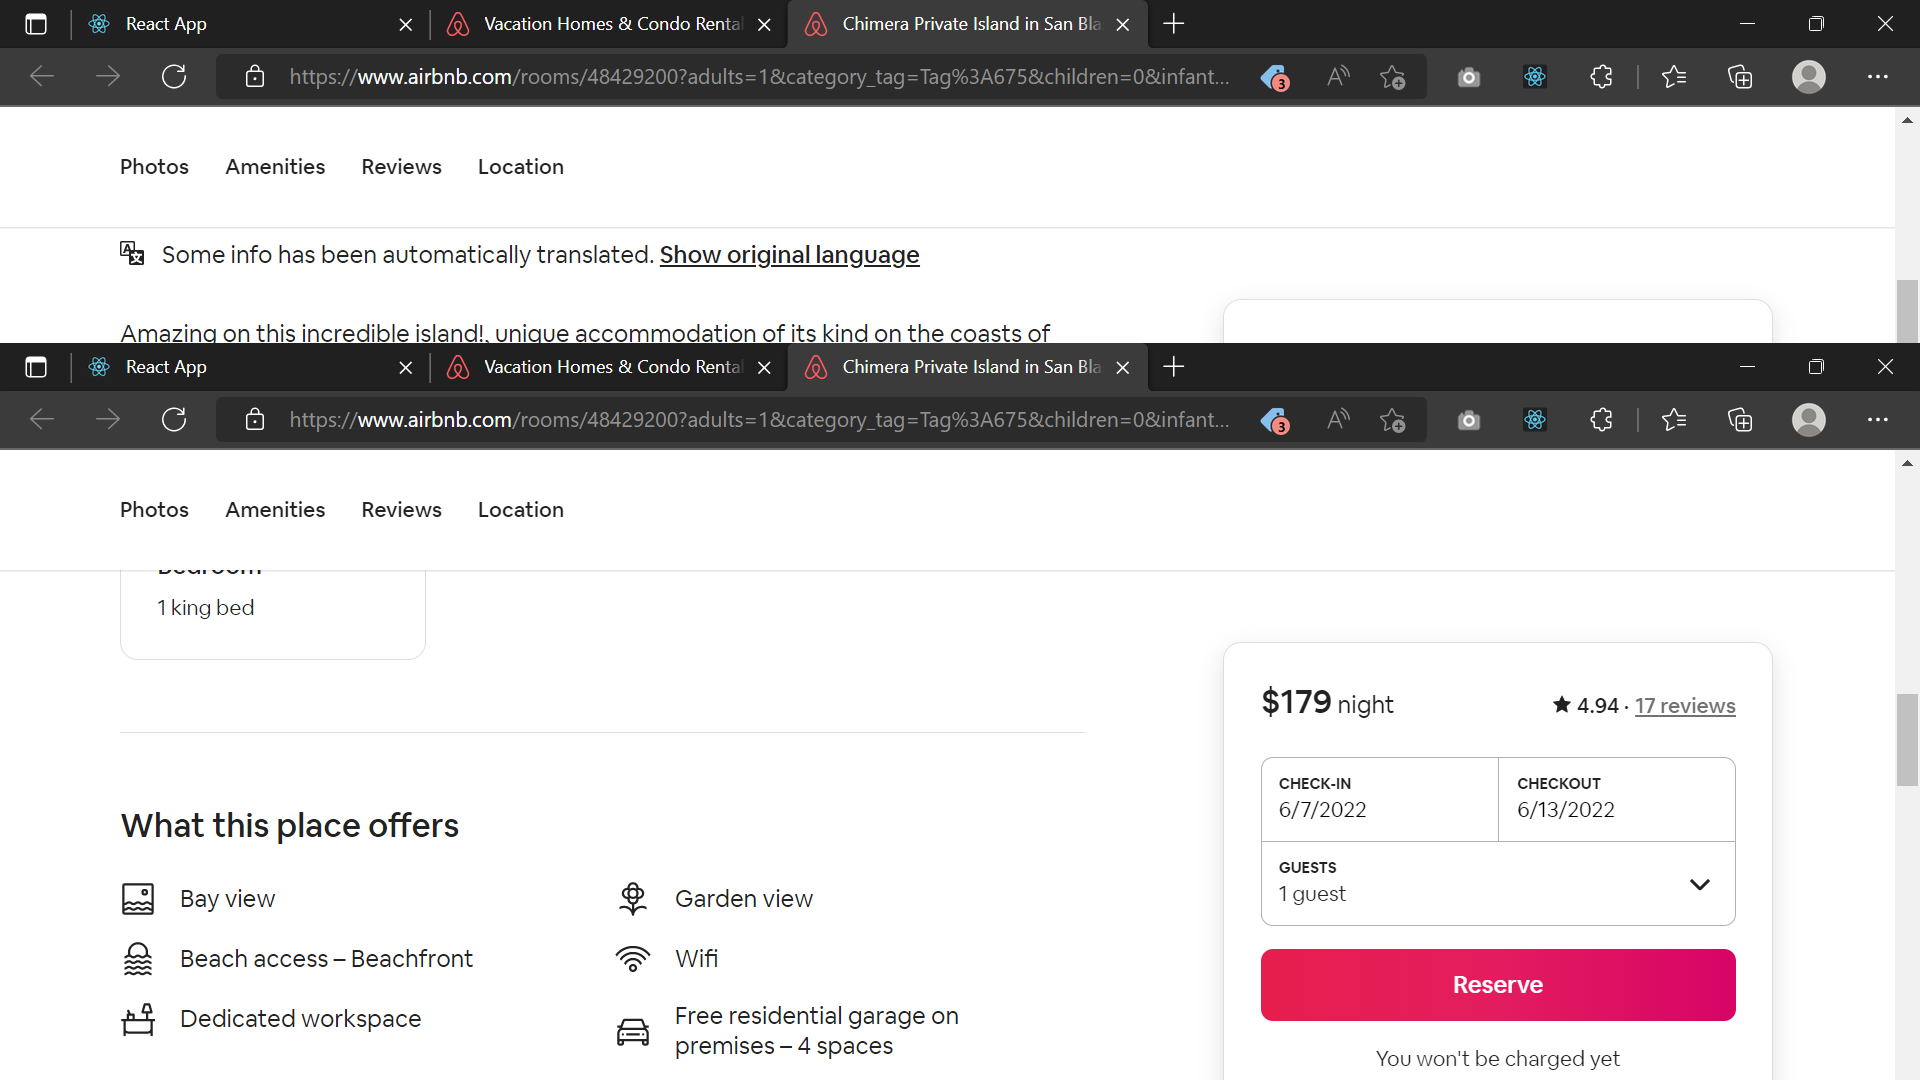 React App
Vacation Homes & Condo Rental
Chimera Private Island in San Bla
https://www.airbnb.com/rooms/48429200?adults=1&category_tag=Tag%3A675&children=0&infant...
3
Photos
Amenities
Reviews
Location
Some info has been automatically translated. Show original language
Amazing on this incredible island!, unique accommodation of its kind on the coasts of
React App
Vacation Homes & Condo Rental
Chimera Private Island in San Bla
https://www.airbnb.com/rooms/48429200?adults=1&category_tag=Tag%3A675&children=0&infant...
3
Photos
Amenities
Reviews
Location
Bedroom
1 king bed
What this place offers
Bay view
Garden view
Beach access – Beachfront
Wifi
Dedicated workspace
Free residential garage on
premises – 4 spaces
$179 night
4.94 · 17 reviews
CHECK-IN
6/7/2022
CHECKOUT
6/13/2022
GUESTS
1 guest
Reserve
You won't be charged yet